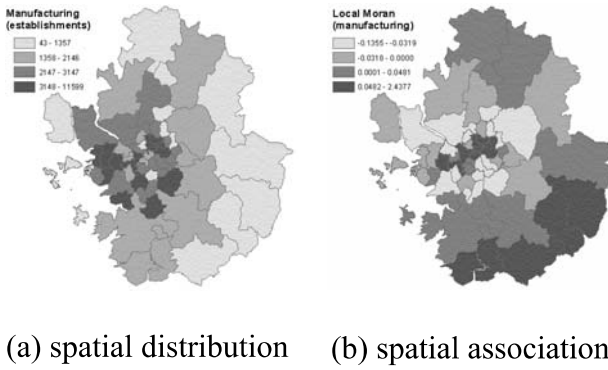 Manufacturing
(establishments)
43 - 1357
1358 - 2146
2147 - 3147
3148 - 11599
Local Moran
(manufacturing)
-0.1355 - -0.0319
-0.0318 - 0.0000
0.0001 - 0.0481
0.0482 - 2.4377
(a) spatial distribution
(b) spatial association